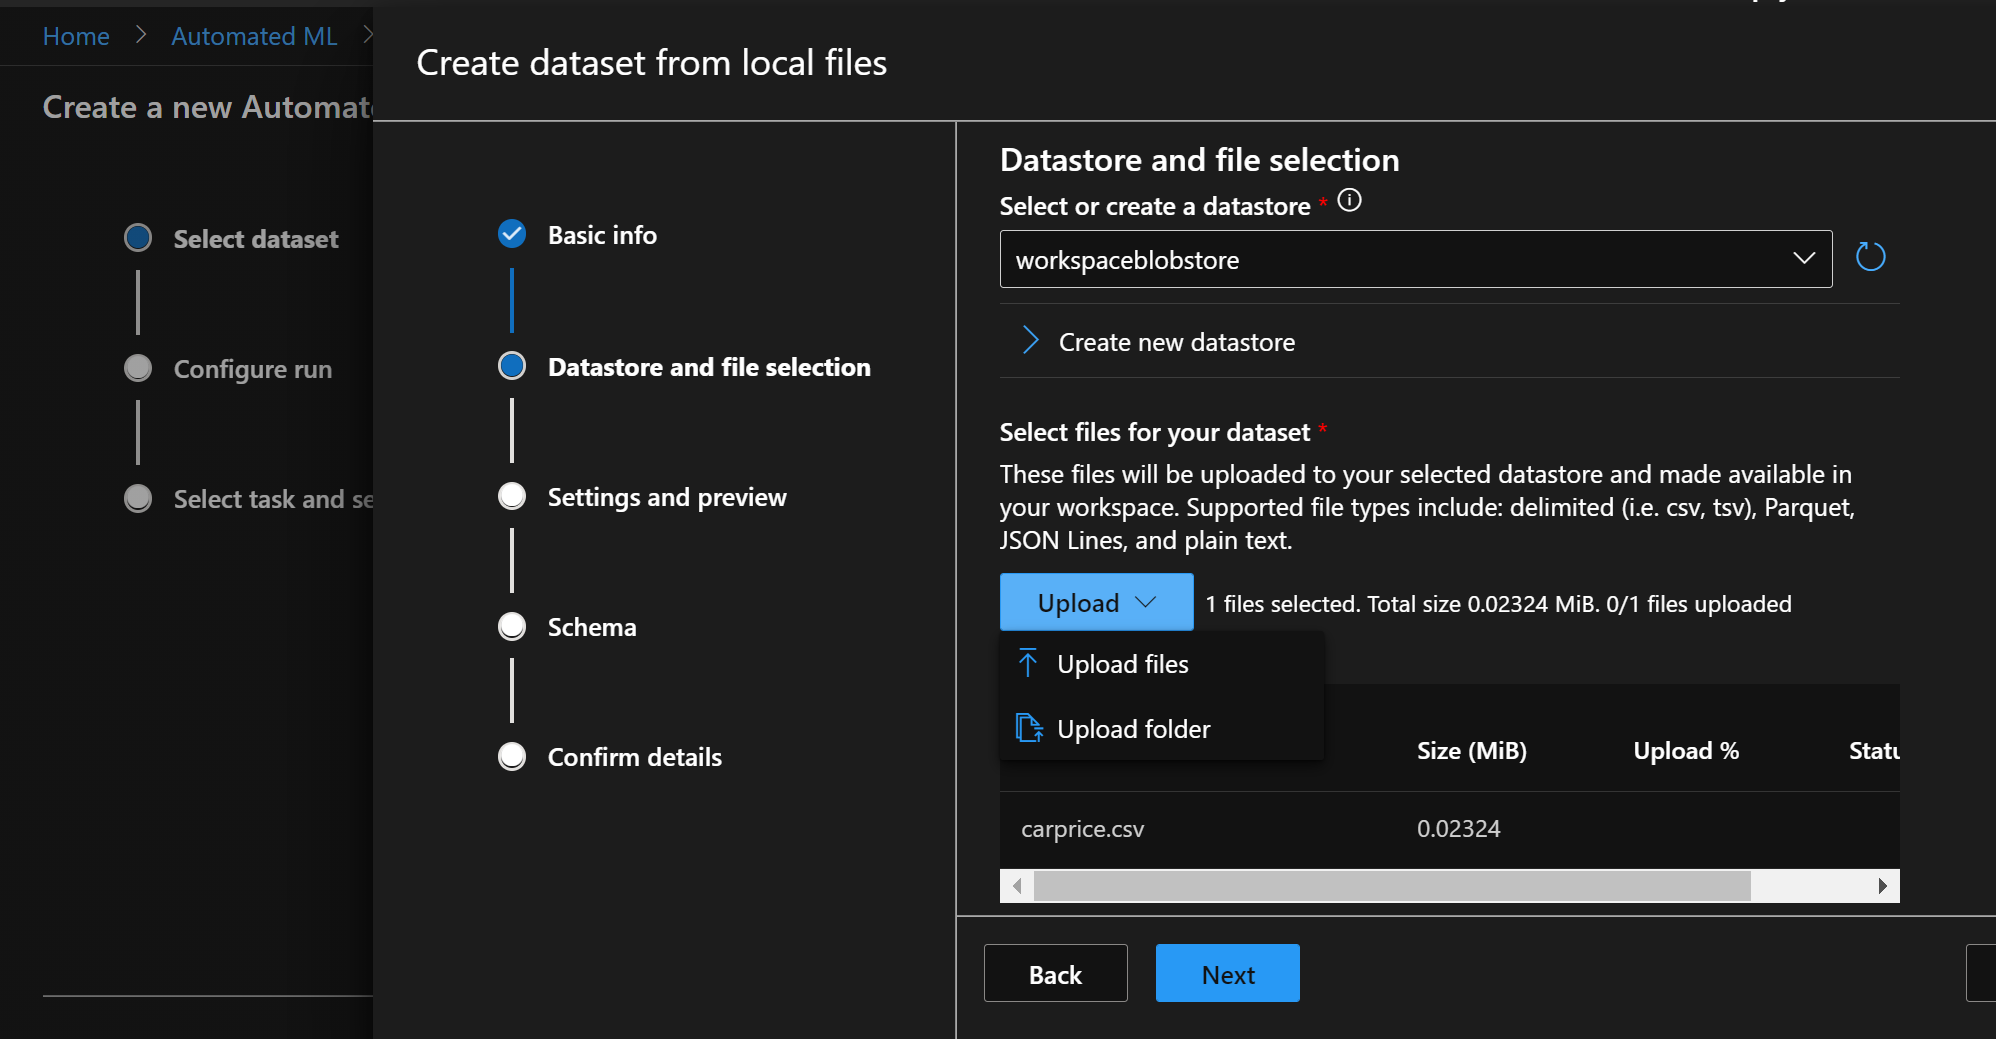 Home > Automated ML >
Create a new Automate
Select dataset
Configure run
Select task and se
Create dataset from local files
Basic info
Datastore and file selection
Settings and preview
Schema
Confirm details
Datastore and file selection
Select or create a datastore *
workspaceblobstore
Create new datastore
Select files for your dataset *
These files will be uploaded to your selected datastore and made available in
your workspace. Supported file types include: delimited (i.e. csv, tsv), Parquet,
JSON Lines, and plain text.
Upload 1 files selected. Total size 0.02324 MiB. 0/1 files uploaded
Upload files
Upload folder
Size (MiB) Upload % Statu
carprice.csv 0.02324
Back Next